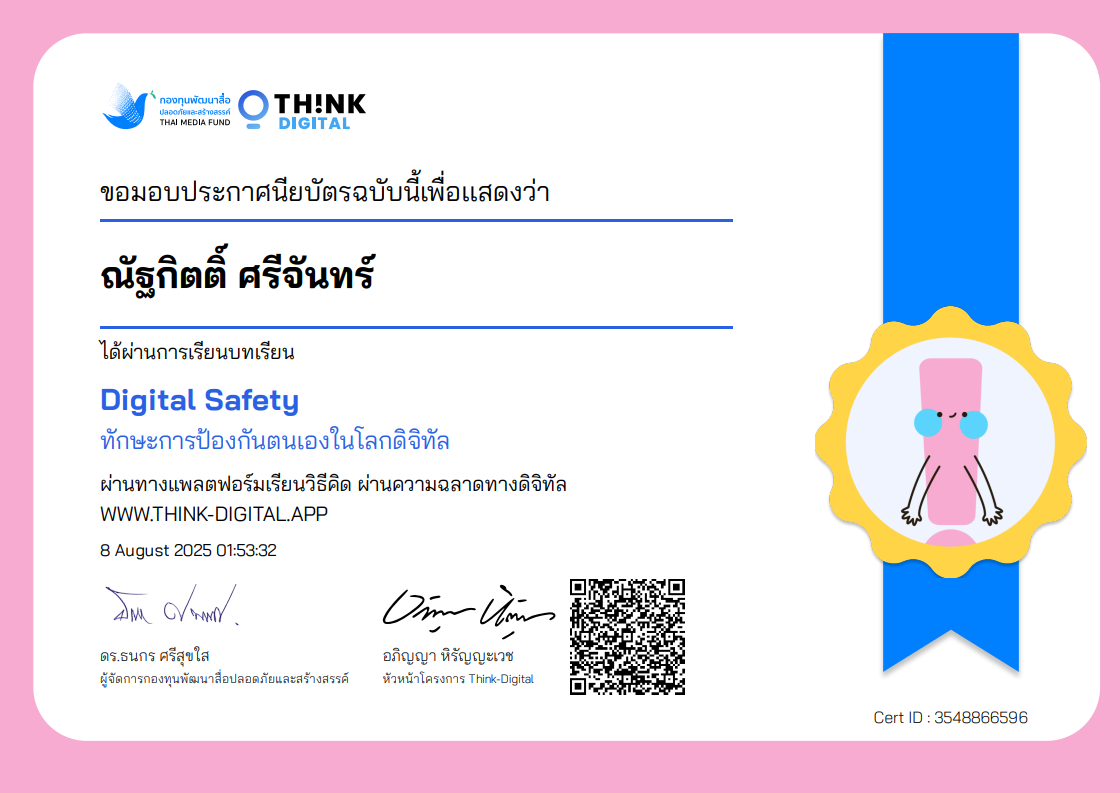 กองทุนพัฒนาสื่อ
ปลอดภัยและสร้างสรรค์
THAI MEDIA FUND
TH!NK
DIGITAL
ขอมอบประกาศนียบัตรฉบับนี้เพื่อแสดงว่า
ณัฐกิตติ์ ศรีจันทร์
ได้ผ่านการเรียนบทเรียน
Digital Safety
ทักษะการป้องกันตนเองในโลกดิจิทัล
ผ่านทางแพลตฟอร์มเรียนวิธีคิด ผ่านความฉลาดทางดิจิทัล
WWW.THINK-DIGITAL.APP
8 August 2025 01:53:32
ดร.ธนกร ศรีสุขใส
ผู้จัดการกองทุนพัฒนาสื่อปลอดภัยและสร้างสรรค์
อภิญญา หิรัญญะเวช
หัวหน้าโครงการ Think-Digital
Cert ID : 3548866596